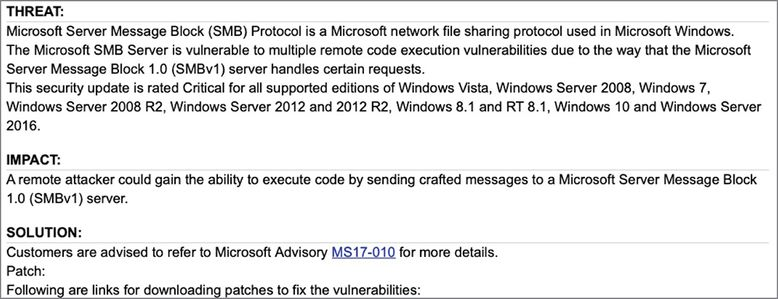 THREAT:
Microsoft Server Message Block (SMB) Protocol is a Microsoft network file sharing protocol used in Microsoft Windows.
The Microsoft SMB Server is vulnerable to multiple remote code execution vulnerabilities due to the way that the Microsoft
Server Message Block 1.0 (SMBv1) server handles certain requests.
This security update is rated Critical for all supported editions of Windows Vista, Windows Server 2008, Windows 7,
Windows Server 2008 R2, Windows Server 2012 and 2012 R2, Windows 8.1 and RT 8.1, Windows 10 and Windows Server
2016.
IMPACT:
A remote attacker could gain the ability to execute code by sending crafted messages to a Microsoft Server Message Block
1.0 (SMBv1) server.
SOLUTION:
Customers are advised to refer to Microsoft Advisory MS17-010 for more details.
Patch:
Following are links for downloading patches to fix the vulnerabilities: